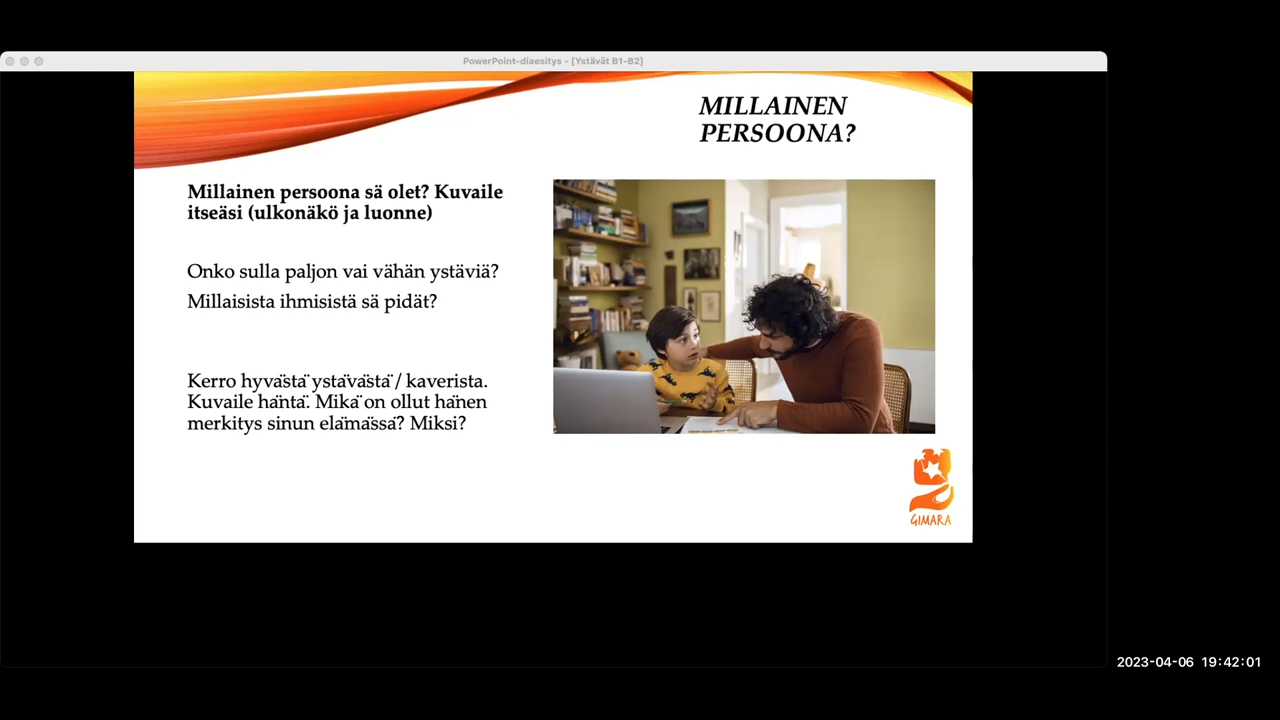 PowerPoint-diaesitys - [Ystävät B1-B2]
MILLAINEN
PERSOONA?
Millainen persoona sä olet? Kuvaile
itseäsi (ulkonäkö ja luonne)
Onko sulla paljon vai vähän ystäviä?
Millaisista ihmisistä sä pidät?
Kerro hyvästä ystävästä / kaverista.
Kuvaile häntä. Mikä on ollut hänen
merkitys sinun elämässä? Miksi?
GIMARA
2023-04-06 19:42:01